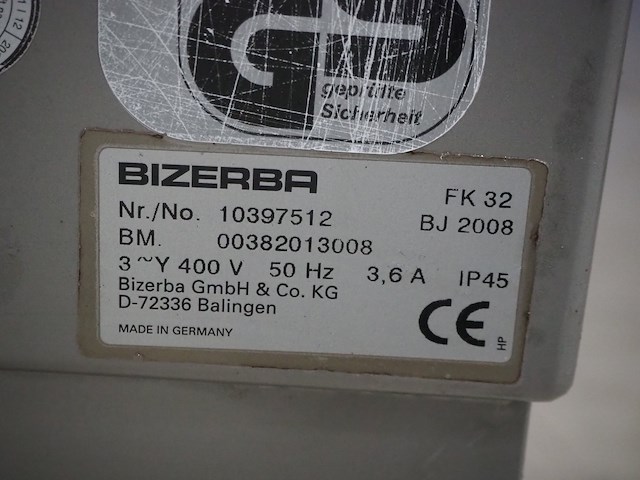 geprüfte
Sicherheit
BIZERBA
FK 32
Nr./No. 10397512
BJ 2008
BM. 00382013008
3 ~Y 400 V 50 Hz 3,6 A IP45
Bizerba GmbH & Co. KG
D-72336 Balingen
MADE IN GERMANY
CE
HP